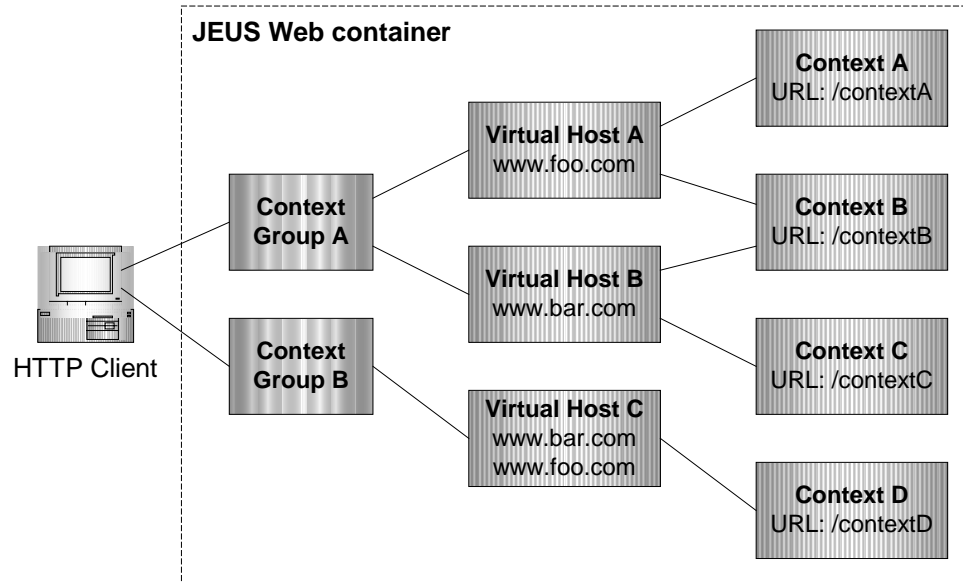 JEUS Web container
HTTP Client
Context
Group A
Context
Group B
Virtual Host A
www.foo.com
Virtual Host B
www.bar.com
Virtual Host C
www.bar.com
www.foo.com
Context A
URL: /contextA
Context B
URL: /contextB
Context C
URL: /contextC
Context D
URL: /contextD